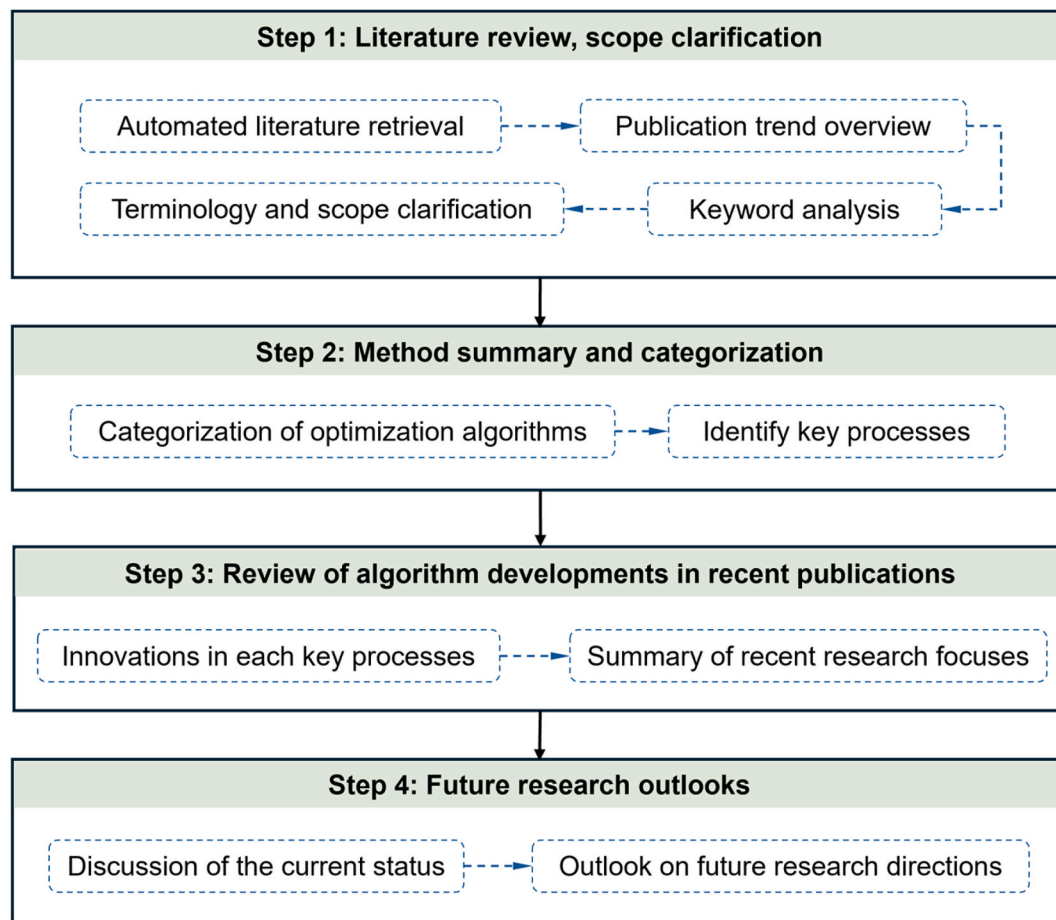 Step 1: Literature review, scope clarification
Automated literature retrieval
Publication trend overview
Keyword analysis
Terminology and scope clarification
Step 2: Method summary and categorization
Categorization of optimization algorithms
Identify key processes
Step 3: Review of algorithm developments in recent publications
Innovations in each key processes
Summary of recent research focuses
Step 4: Future research outlooks
Discussion of the current status
Outlook on future research directions